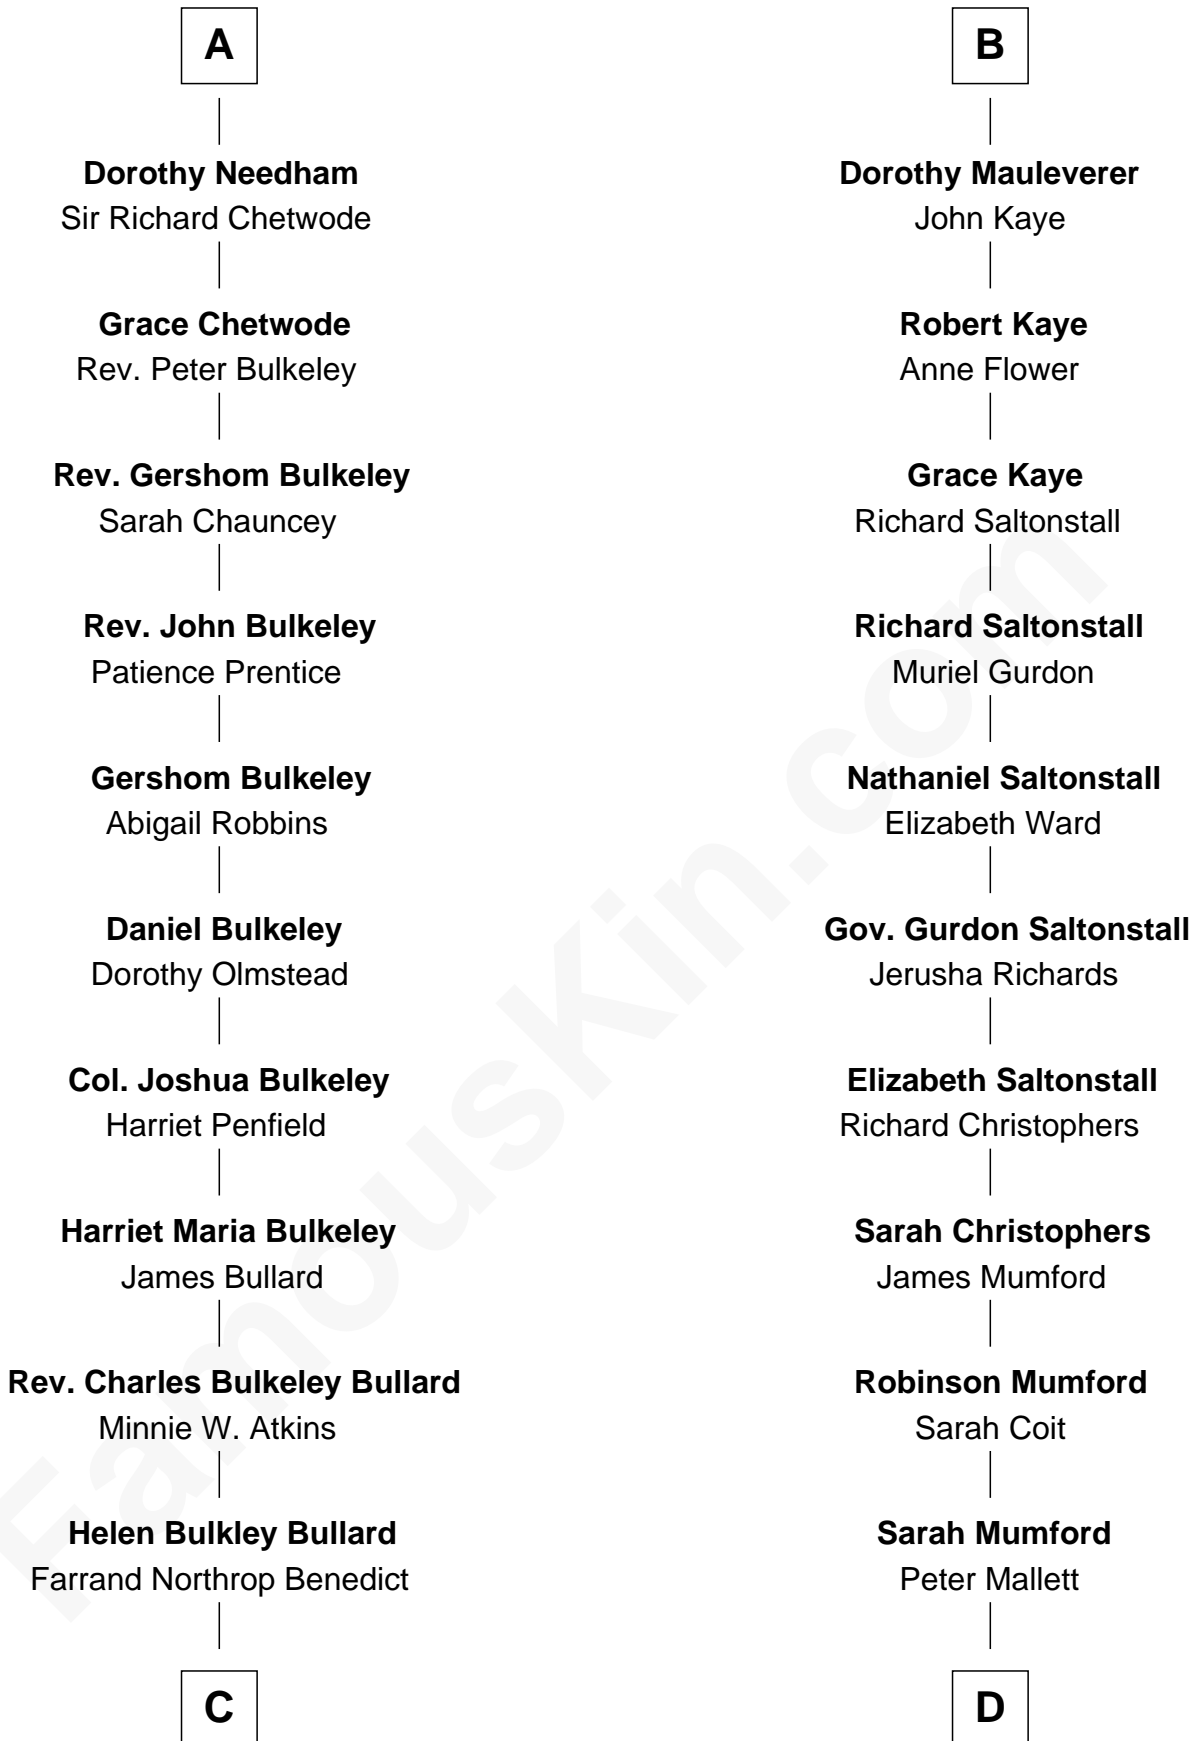 A
Dorothy Needham
Sir Richard Chetwode
Grace Chetwode
Rev. Peter Bulkeley
Rev. Gershom Bulkeley
Sarah Chauncey
Rev. John Bulkeley
Patience Prentice
Gershom Bulkeley
Abigail Robbins
Daniel Bulkeley
Dorothy Olmstead
Col. Joshua Bulkeley
Harriet Penfield
Harriet Maria Bulkeley
James Bullard
Rev. Charles Bulkeley Bullard
Minnie W. Atkins
Helen Bulkley Bullard
Farrand Northrop Benedict
C
B
Dorothy Mauleverer
John Kaye
Robert Kaye
Anne Flower
Grace Kaye
Richard Saltonstall
Richard Saltonstall
Muriel Gurdon
Nathaniel Saltonstall
Elizabeth Ward
Gov. Gurdon Saltonstall
Jerusha Richards
Elizabeth Saltonstall
Richard Christophers
Sarah Christophers
James Mumford
Robinson Mumford
Sarah Coit
Sarah Mumford
Peter Mallett
D
FamousKin.com